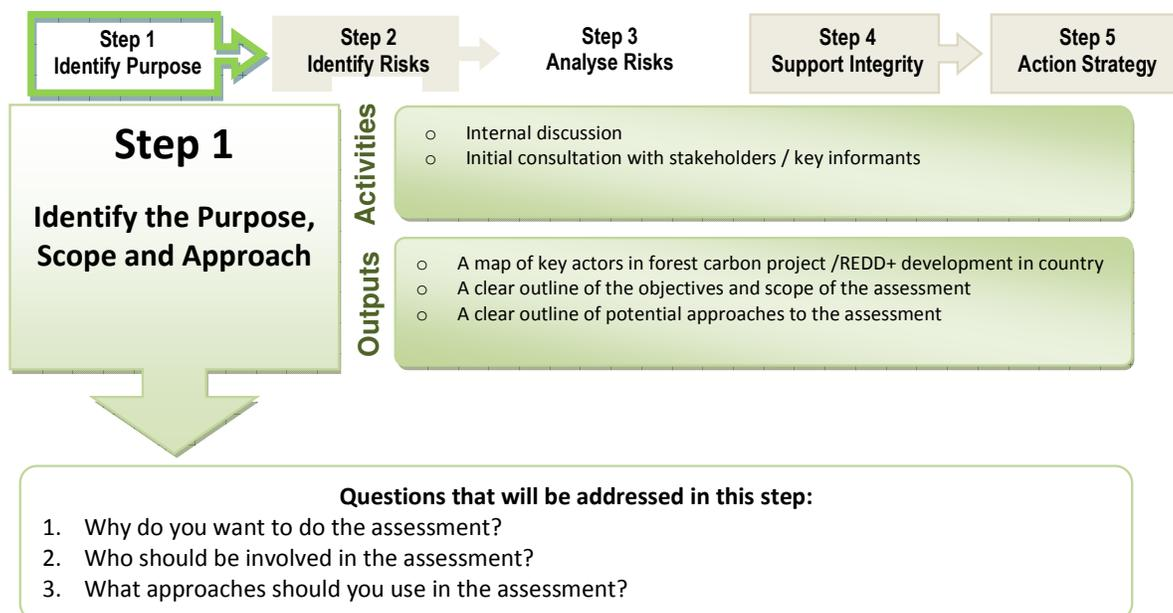 Step 1
Identify Purpose
Step 2
Identify Risks
Step 3
Analyse Risks
Step 4
Support Integrity
Step 5
Action Strategy
Step 1
Identify the Purpose,
Scope and Approach
Activities
o Internal discussion
o Initial consultation with stakeholders / key informants
Outputs
o A map of key actors in forest carbon project /REDD+ development in country
o A clear outline of the objectives and scope of the assessment
o A clear outline of potential approaches to the assessment
Questions that will be addressed in this step:
1. Why do you want to do the assessment?
2. Who should be involved in the assessment?
3. What approaches should you use in the assessment?